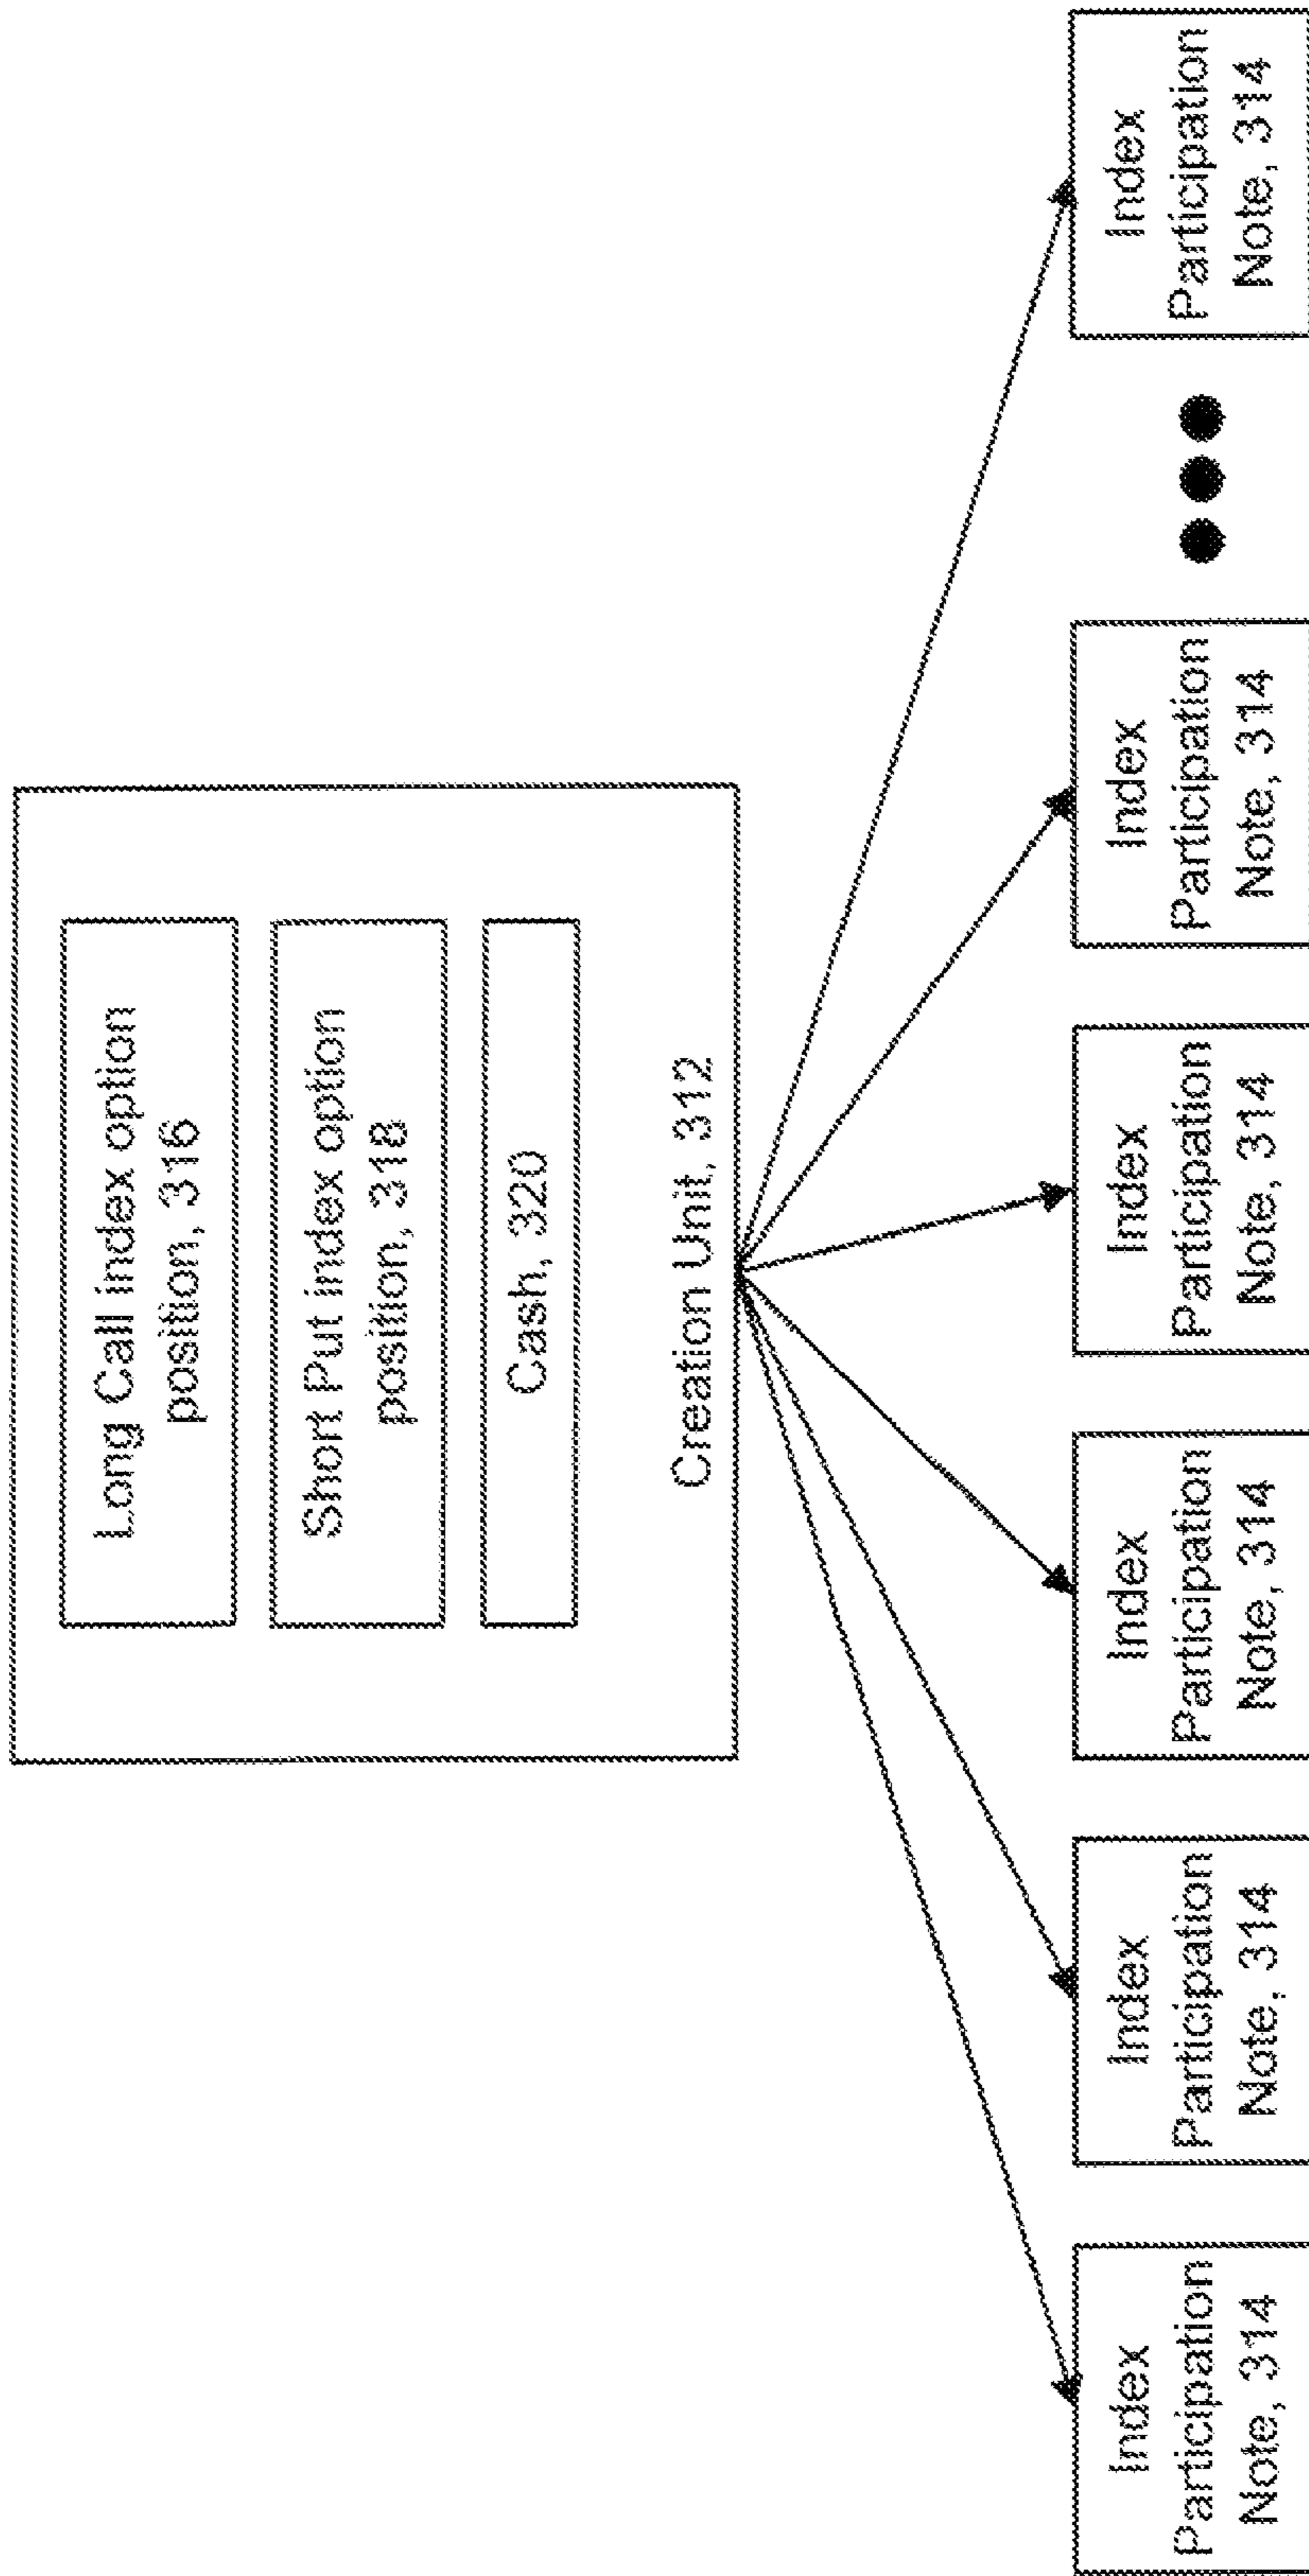 Long Call index option
position, 316
Short Put index option
position, 318
Cash, 320
Creation Unit, 312
Index
Participation
Note, 314
Index
Participation
Note, 314
Index
Participation
Note, 314
Index
Participation
Note, 314
Index
Participation
Note, 314
Index
Participation
Note, 314